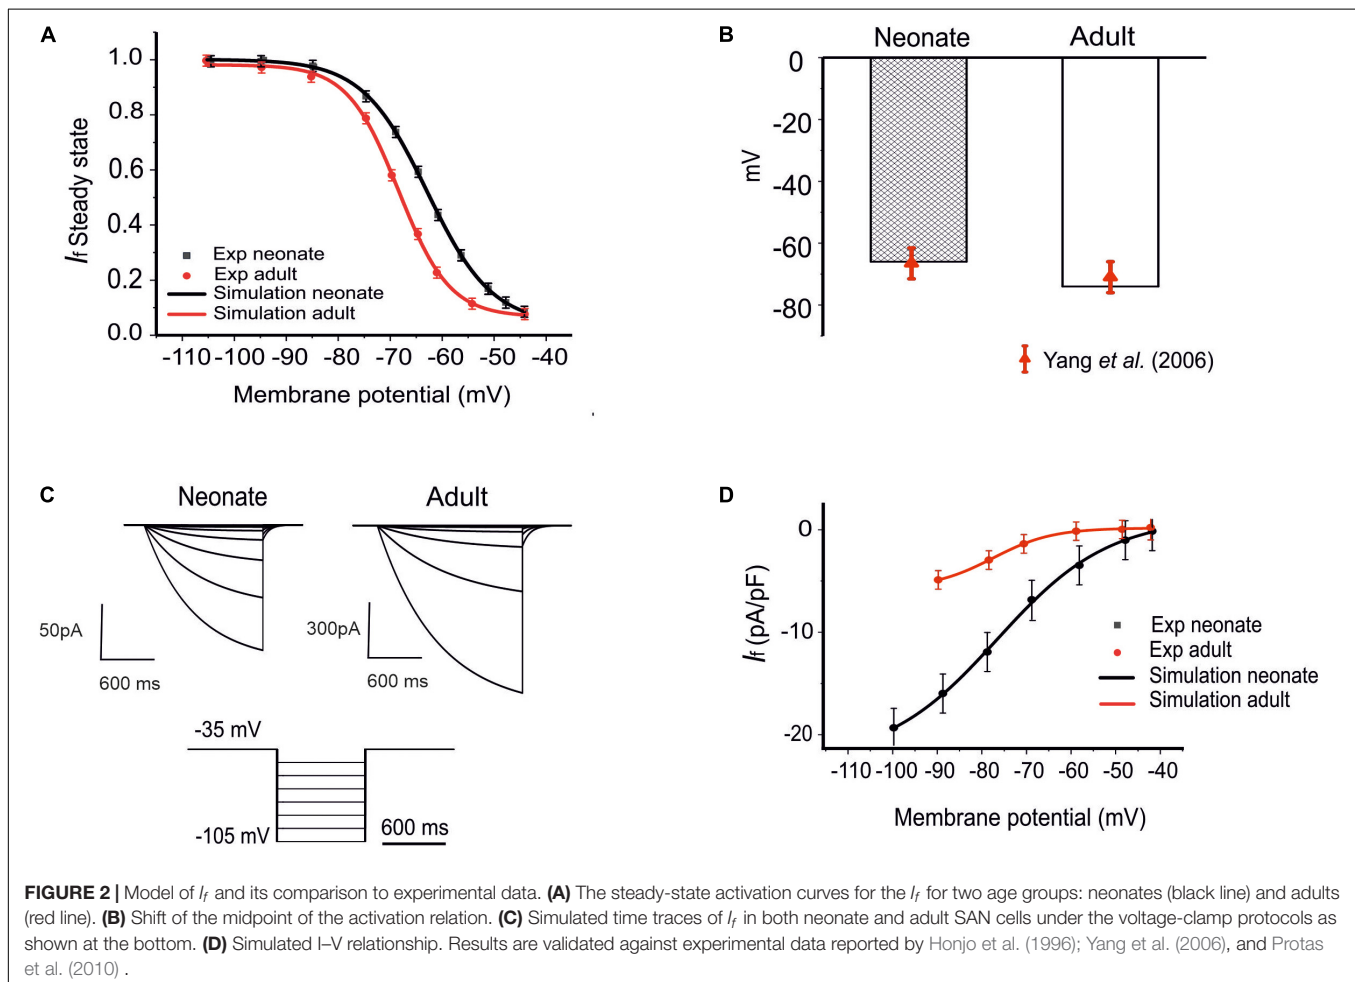 A
1.0
0.8
0.6
0.4
0.2
0.0
If Steady state
Exp neonate
Exp adult
Simulation neonate
Simulation adult
-110 -100 -90 -80 -70 -60 -50 -40
Membrane potential (mV)
B
Neonate Adult
0
-20
-40
-60
-80
mV
Yang et al. (2006)
C
Neonate Adult
50pA
600 ms
300pA
600 ms
-35 mV
-105 mV
600 ms
D
0
-10
-20
If (pA/pF)
Exp neonate
Exp adult
Simulation neonate
Simulation adult
-110 -100 -90 -80 -70 -60 -50 -40
Membrane potential (mV)
FIGURE 2 | Model of If and its comparison to experimental data. (A) The steady-state activation curves for the If for two age groups: neonates (black line) and adults
(red line). (B) Shift of the midpoint of the activation relation. (C) Simulated time traces of If in both neonate and adult SAN cells under the voltage-clamp protocols as
shown at the bottom. (D) Simulated I–V relationship. Results are validated against experimental data reported by Honjo et al. (1996); Yang et al. (2006), and Protas
et al. (2010) .